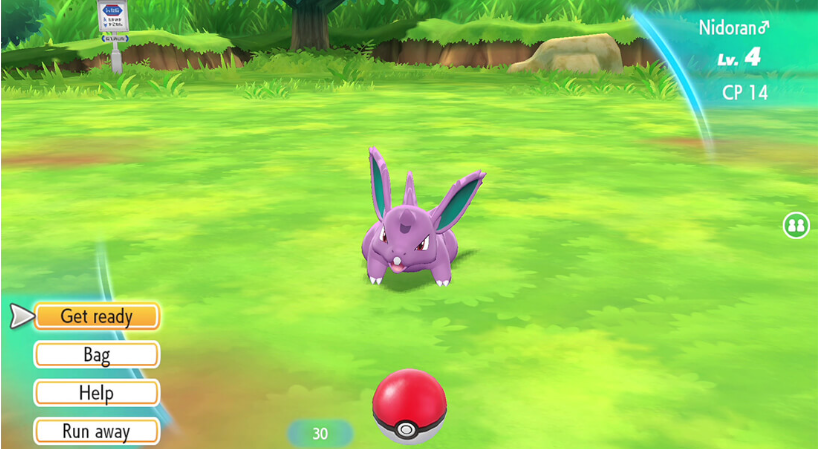 Nidoran♂
Lv. 4
CP 14
Get ready
Bag
Help
Run away
30